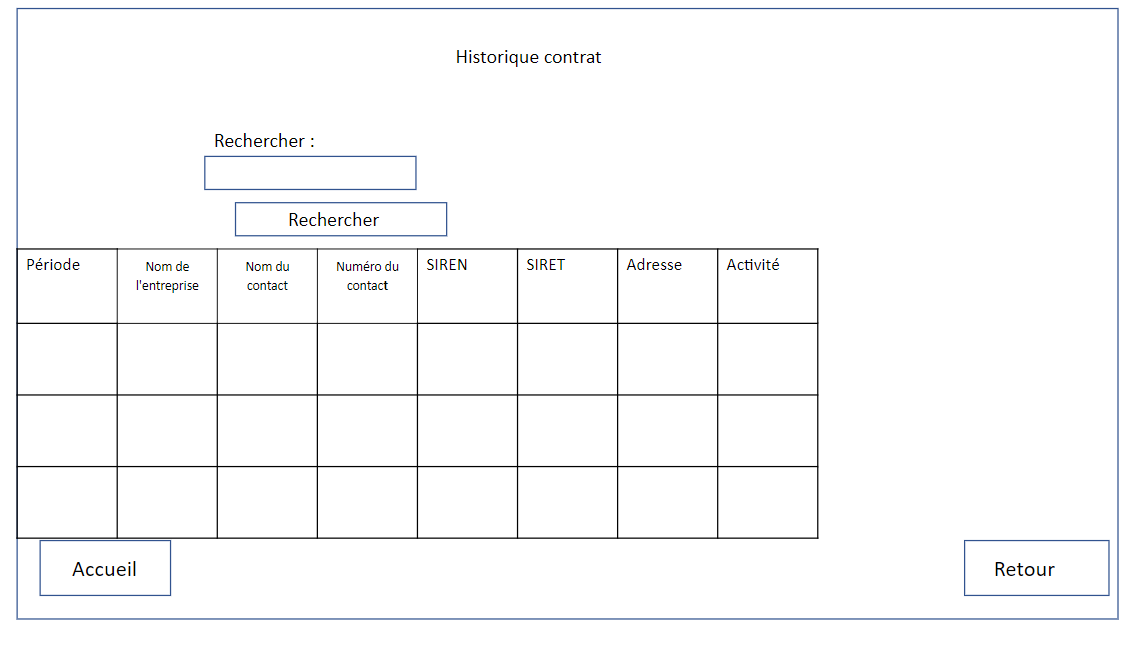 Historique contrat
Rechercher :
Rechercher
Période
Nom de
l'entreprise
Nom du
contact
Numéro du
contact
SIREN
SIRET
Adresse
Activité
Accueil
Retour